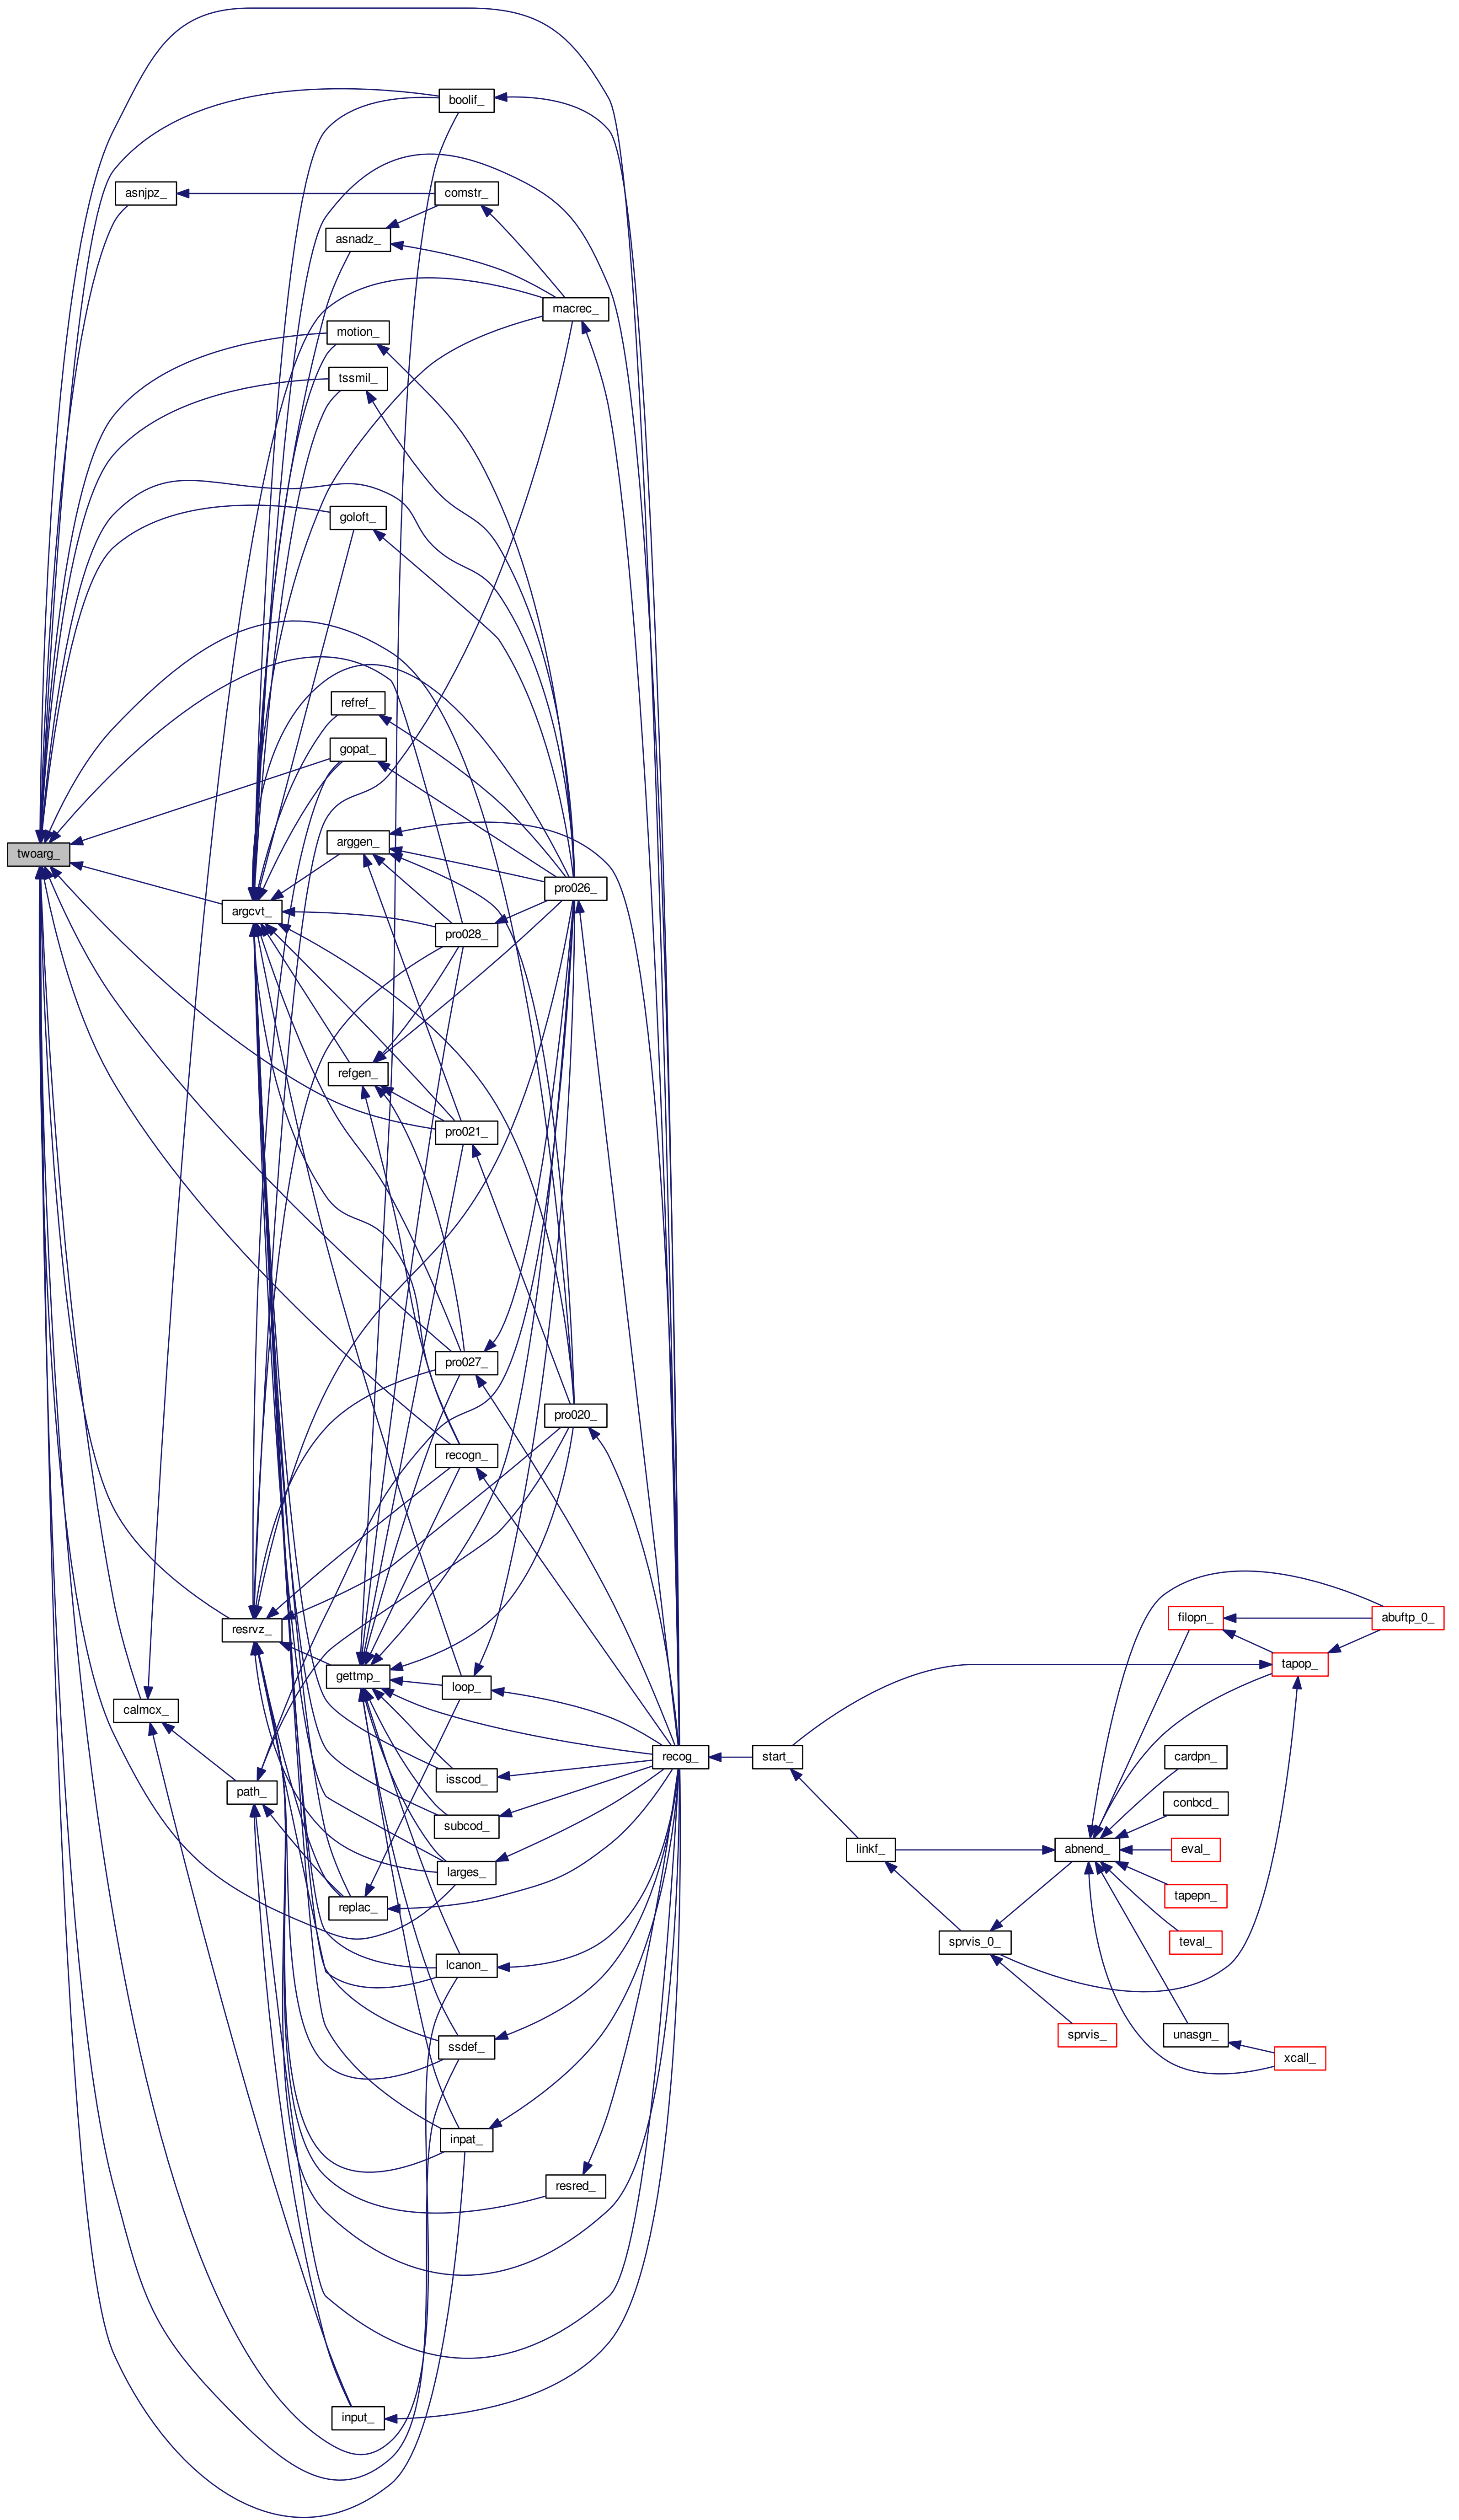 boolif_
asnjpz_
comstr_
asnadz_
macrec_
motion_
tssmil_
goloft_
refref_
gopat_
arggen_
twoarg_
pro026_
argcvt_
pro028_
refgen_
pro021_
pro027_
pro020_
recogn_
filopn_
abuftp_0_
resrvz_
tapop_
gettmp_
loop_
calmcx_
recog_
start_
cardpn_
isscod_
path_
conbcd_
subcod_
linkf_
abnend_
eval_
larges_
tapepn_
replac_
sprvis_0_
teval_
lcanon_
sprvis_
unasgn_
ssdef_
xcall_
inpat_
resred_
input_